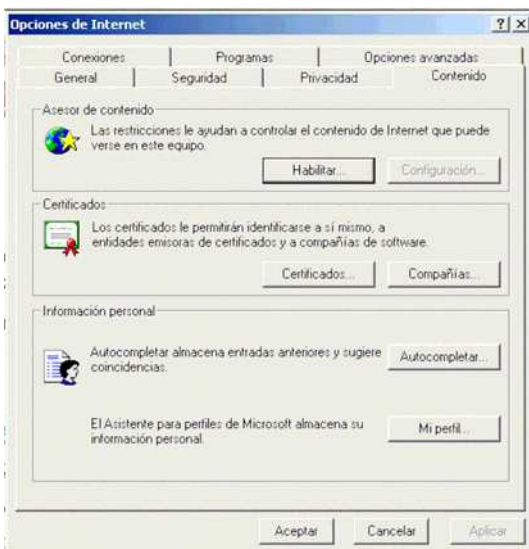 Opciones de Internet
Conexiones Programas Opciones avanzadas
General Seguridad Privacidad Contenido
Asesor de contenido
Las restricciones le ayudan a controlar el contenido de Internet que puede
verse en este equipo.
Habilitar... Configuración...
Certificados
Los certificados le permitirán identificarse a sí mismo, a
entidades emisoras de certificados y a compañías de software.
Certificados... Compañías...
Información personal
Autocompletar almacena entradas anteriores y sugiere
coincidencias.
Autocompletar...
El Asistente para perfiles de Microsoft almacena su
información personal.
Mi perfil...
Aceptar Cancelar Aplicar